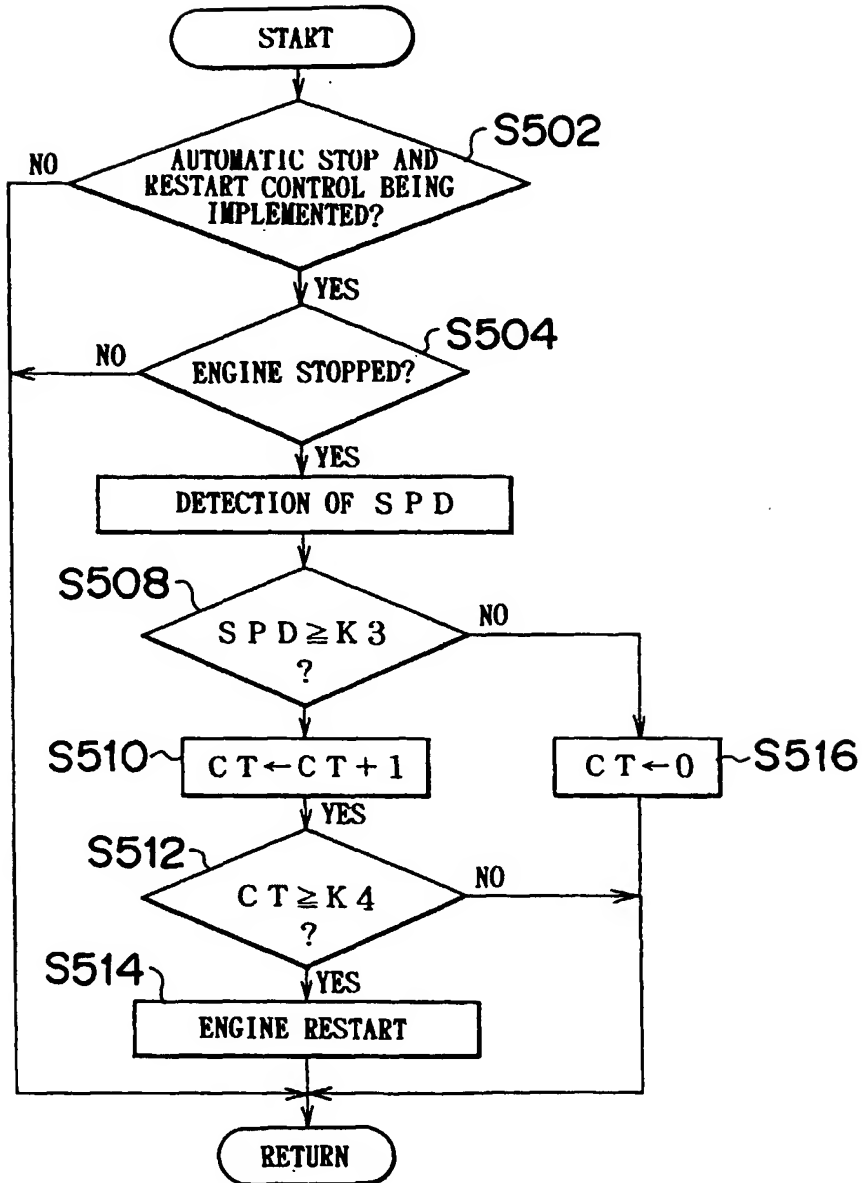 START
S502
NO
AUTOMATIC STOP AND
RESTART CONTROL BEING
IMPLEMENTED?
YES
S504
NO
ENGINE STOPPED?
YES
DETECTION OF SPD
S508
NO
SPD≧K3
?
S510
CT←CT+1
CT←0
S516
YES
S512
NO
CT≧K4
?
S514
YES
ENGINE RESTART
RETURN